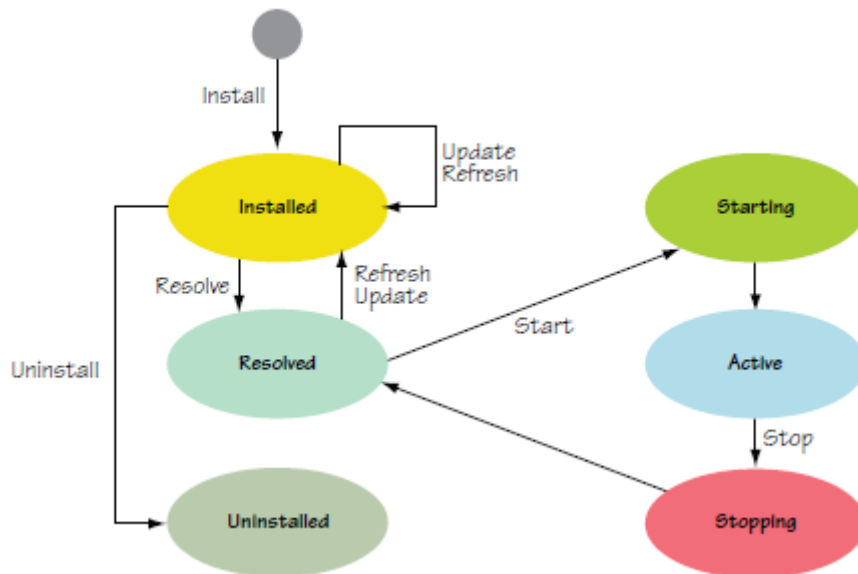 Install
Update
Refresh
Installed
Starting
Resolve
Refresh
Update
Start
Uninstall
Resolved
Active
Stop
Uninstalled
Stopping